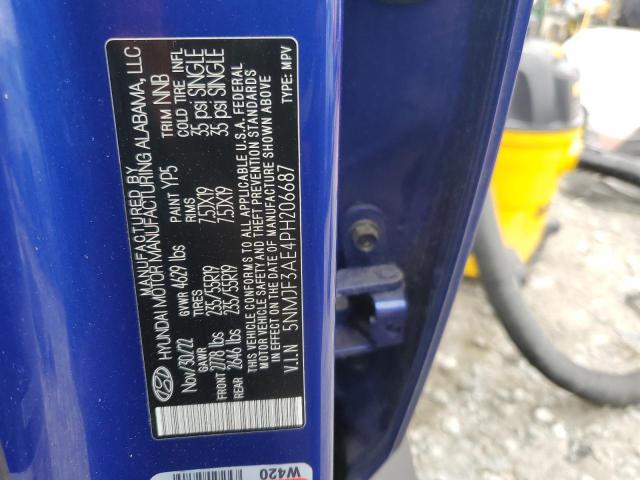 MANUFACTURED BY
HYUNDAI MOTOR MANUFACTURING ALABAMA, LLC
Nov/30/22 PAINT YP5 TRIM NNB
GVWR 4629 lbs
GAWR TIRES RIMS COLD TIRE INFL
FRONT 2778 lbs 235/55R19 7.5JX19 35 psi SINGLE
REAR 2646 lbs 235/55R19 7.5JX19 35 psi SINGLE
THIS VEHICLE CONFORMS TO ALL APPLICABLE U.S.A. FEDERAL
MOTOR VEHICLE SAFETY AND THEFT PREVENTION STANDARDS
IN EFFECT ON THE DATE OF MANUFACTURE SHOWN ABOVE
V.I.N 5NMJF3AE4PH206687 TYPE: MPV
W420